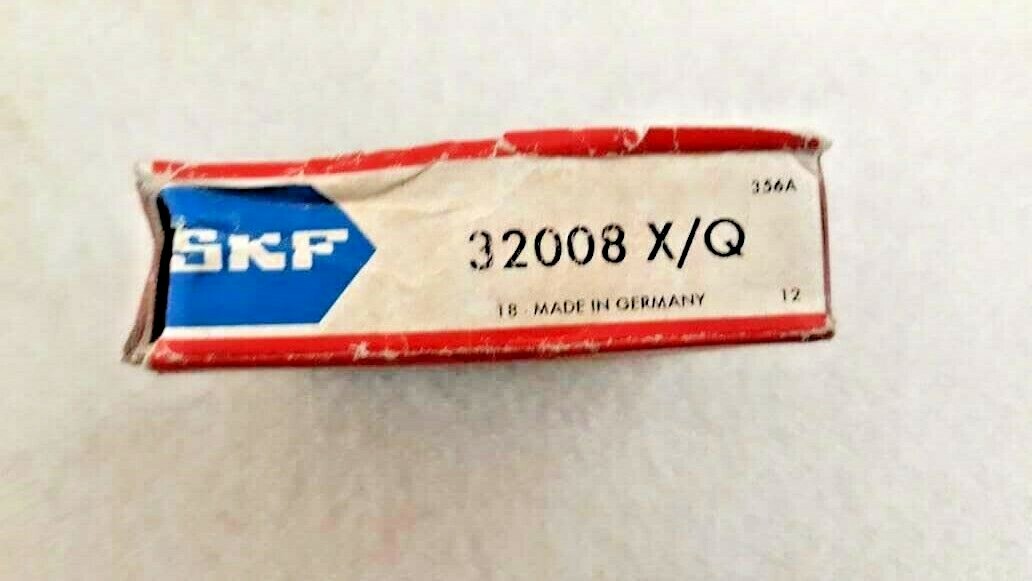 356A
SKF
32008 X/Q
18 - MADE IN GERMANY
12